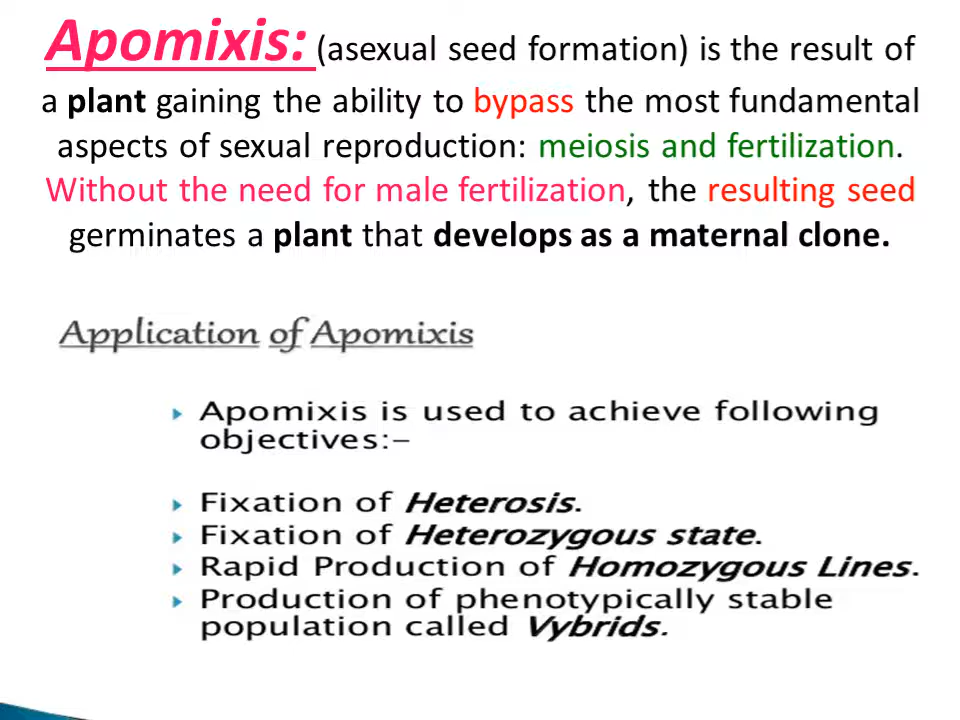 Apomixis: (asexual seed formation) is the result of
a plant gaining the ability to bypass the most fundamental
aspects of sexual reproduction: meiosis and fertilization.
Without the need for male fertilization, the resulting seed
germinates a plant that develops as a maternal clone.
Application of Apomixis
Apomixis is used to achieve following
objectives:–
Fixation of Heterosis.
Fixation of Heterozygous state.
Rapid Production of Homozygous Lines.
Production of phenotypically stable
population called Vybrids.